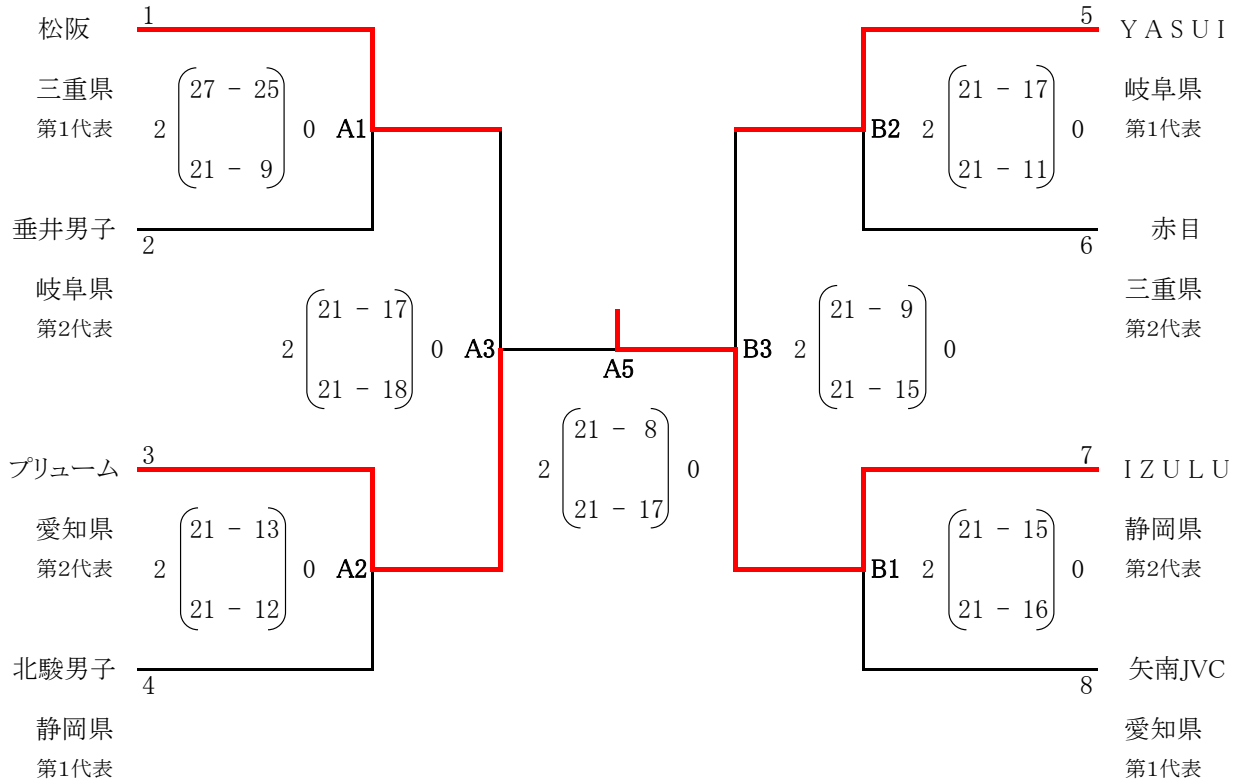 1
松阪
三重県
第1代表
2
27 - 25
21 - 9
0
A1
垂井男子
2
岐阜県
第2代表
2
21 - 17
21 - 18
0
A3
プリューム
3
愛知県
第2代表
2
21 - 13
21 - 12
0
A2
北駿男子
4
静岡県
第1代表
A5
2
21 - 8
21 - 17
0
5
YASUI
岐阜県
第1代表
B2
2
21 - 17
21 - 11
0
6
赤目
三重県
第2代表
B3
2
21 - 9
21 - 15
0
7
IZULU
静岡県
第2代表
B1
2
21 - 15
21 - 16
0
8
矢南JVC
愛知県
第1代表